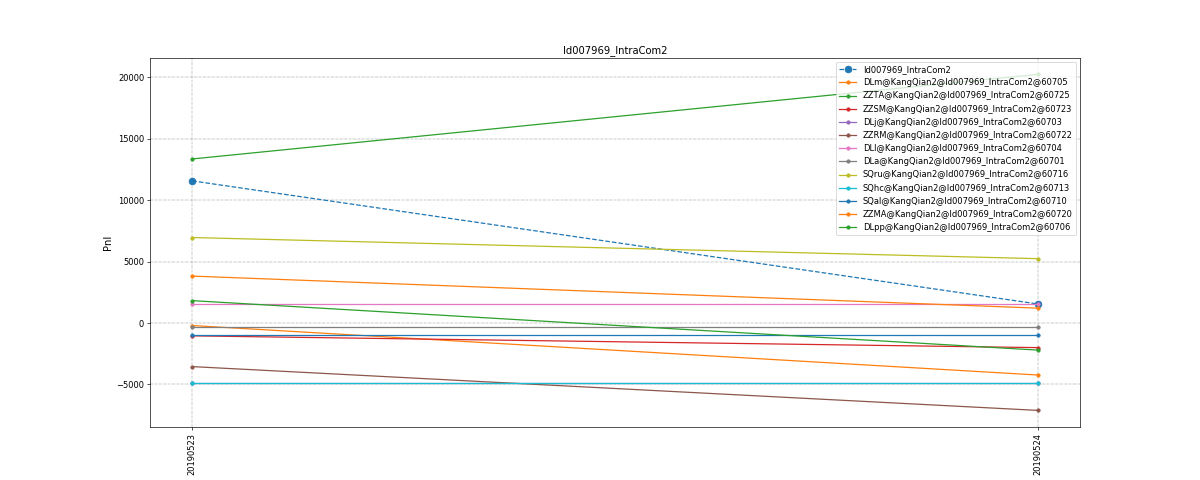 Id007969_IntraCom2
20000
15000
10000
5000
0
−5000
Pnl
20190523
20190524
Id007969_IntraCom2
DLm@KangQian2@Id007969_IntraCom2@60705
ZZTA@KangQian2@Id007969_IntraCom2@60725
ZZSM@KangQian2@Id007969_IntraCom2@60723
DLj@KangQian2@Id007969_IntraCom2@60703
ZZRM@KangQian2@Id007969_IntraCom2@60722
DLl@KangQian2@Id007969_IntraCom2@60704
DLa@KangQian2@Id007969_IntraCom2@60701
SQru@KangQian2@Id007969_IntraCom2@60716
SQhc@KangQian2@Id007969_IntraCom2@60713
SQal@KangQian2@Id007969_IntraCom2@60710
ZZMA@KangQian2@Id007969_IntraCom2@60720
DLpp@KangQian2@Id007969_IntraCom2@60706